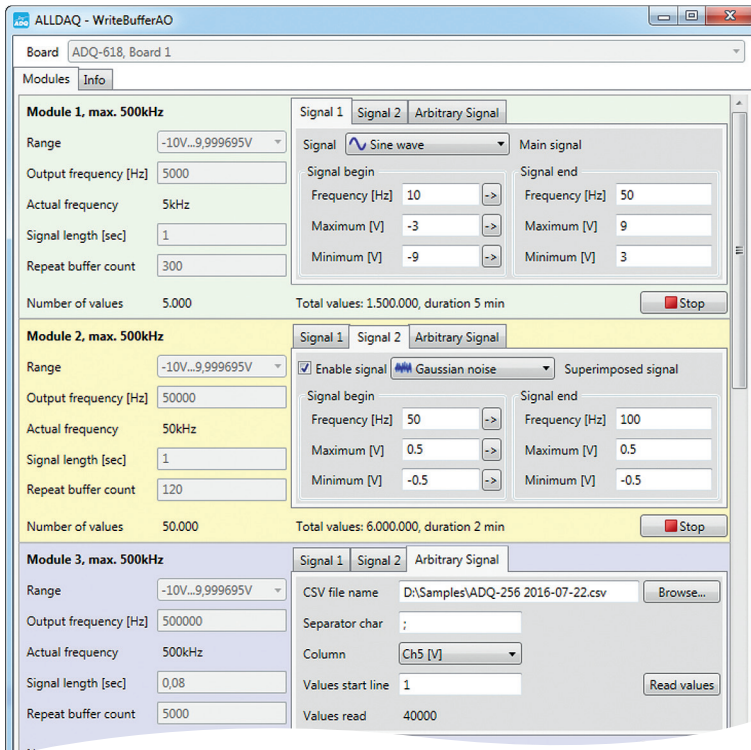 ALLDAQ - WriteBufferAO
Board ADQ-618, Board 1
Modules Info
Module 1, max. 500kHz Signal 1 Signal 2 Arbitrary Signal
Range -10V...9,999695V Signal Sine wave Main signal
Signal begin Signal end
Output frequency [Hz] 5000 Frequency [Hz] 10 -> Frequency [Hz] 50
Actual frequency 5kHz Maximum [V] -3 -> Maximum [V] 9
Signal length [sec] 1
Minimum [V] -9 -> Minimum [V] 3
Repeat buffer count 300
Number of values 5.000 Total values: 1.500.000, duration 5 min Stop
Module 2, max. 500kHz Signal 1 Signal 2 Arbitrary Signal
Range -10V...9,999695V Enable signal Gaussian noise Superimposed signal
Signal begin Signal end
Output frequency [Hz] 50000 Frequency [Hz] 50 -> Frequency [Hz] 100
Actual frequency 50kHz Maximum [V] 0.5 -> Maximum [V] 0.5
Signal length [sec] 1
Minimum [V] -0.5 -> Minimum [V] -0.5
Repeat buffer count 120
Number of values 50.000 Total values: 6.000.000, duration 2 min Stop
Module 3, max. 500kHz Signal 1 Signal 2 Arbitrary Signal
Range -10V...9,999695V CSV file name D:\Samples\ADQ-256 2016-07-22.csv Browse...
Output frequency [Hz] 500000 Separator char ;
Actual frequency 500kHz Column Ch5 [V]
Signal length [sec] 0,08 Values start line 1 Read values
Repeat buffer count 5000 Values read 40000